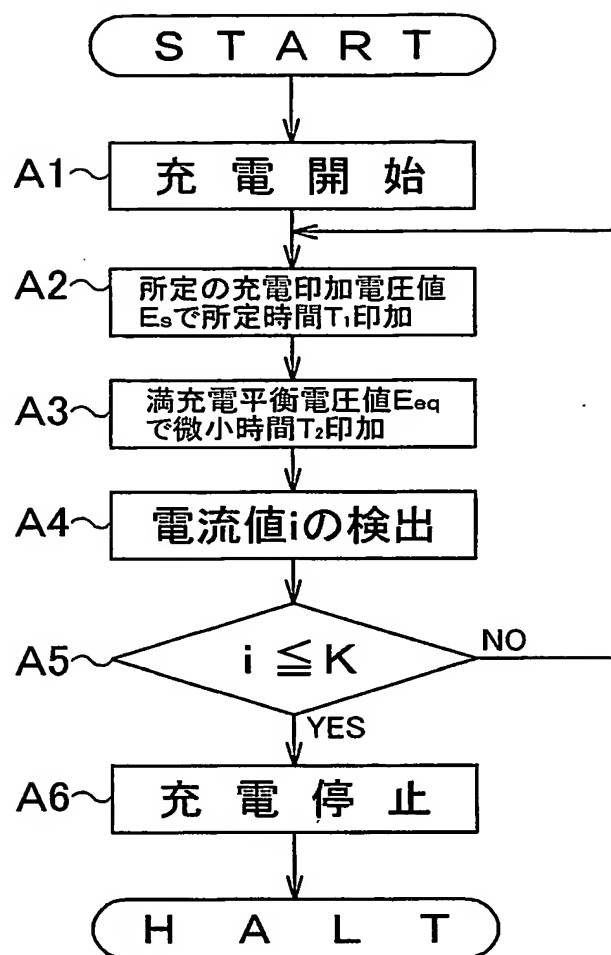 START
A1 充電開始
A2 所定の充電印加電圧値
Esで所定時間T₁印加
A3 満充電平衡電圧値Eeq
で微小時間T₂印加
A4 電流値iの検出
A5 i ≦ K NO
YES
A6 充電停止
HALT